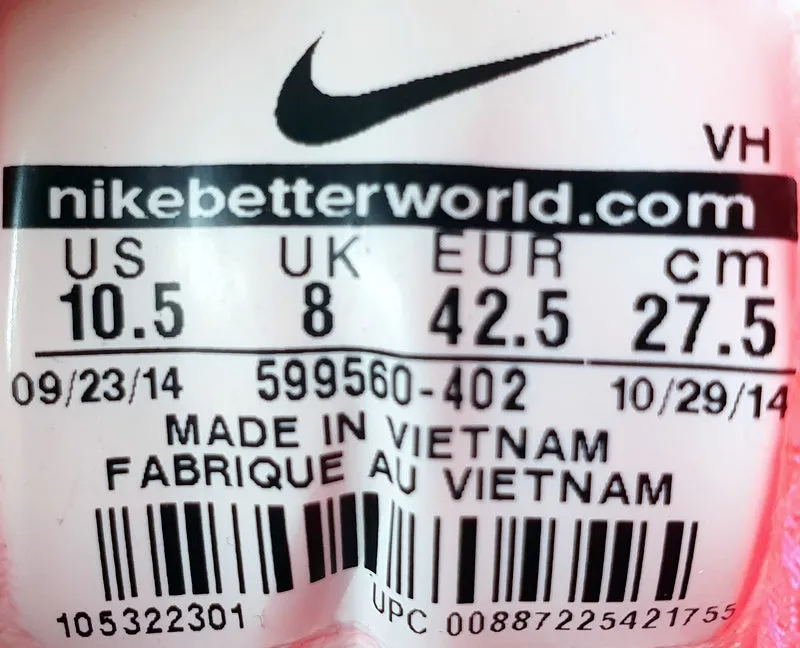 VH
nikebetterworld.com
US UK EUR cm
10.5 8 42.5 27.5
09/23/14 599560-402 10/29/14
MADE IN VIETNAM
FABRIQUE AU VIETNAM
105322301 UPC 00887225421755